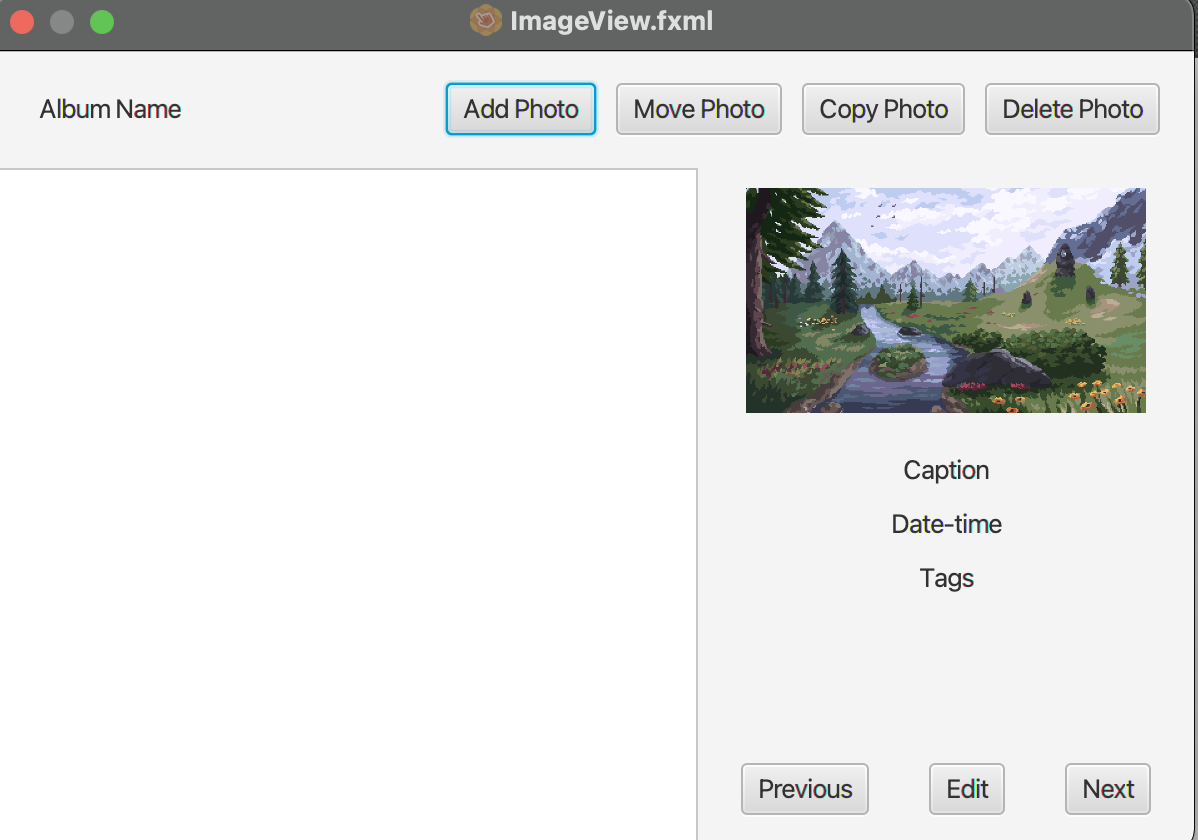 ImageView.fxml
Album Name
Add Photo
Move Photo
Copy Photo
Delete Photo
Caption
Date-time
Tags
Previous
Edit
Next